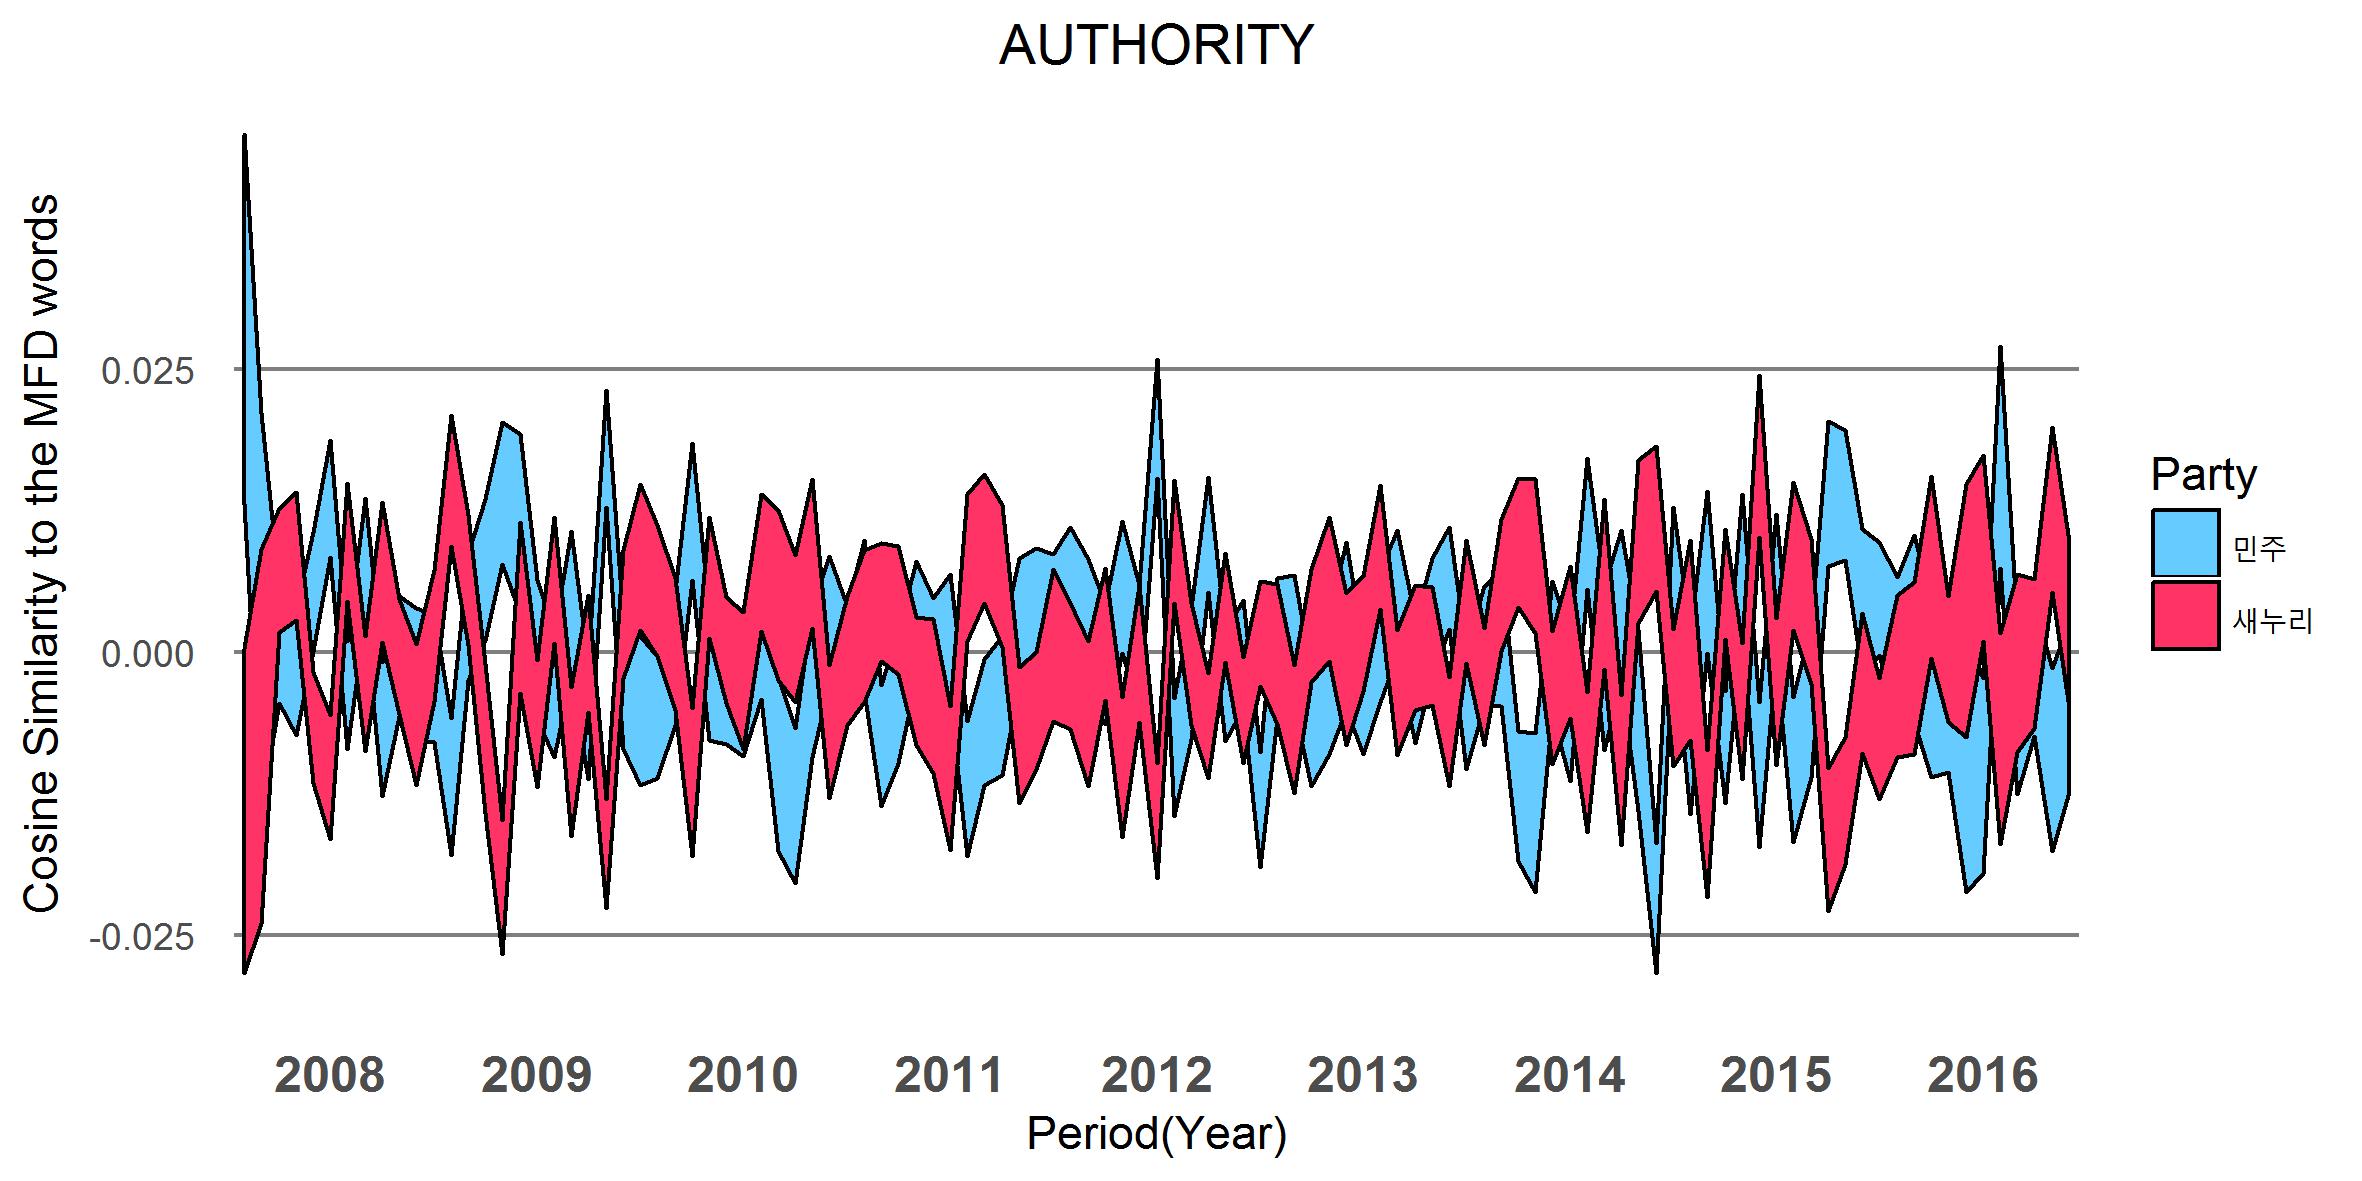 AUTHORITY
Cosine Similarity to the MFD words
0.025
0.000
-0.025
2008 2009 2010 2011 2012 2013 2014 2015 2016
Period(Year)
Party
민주
새누리